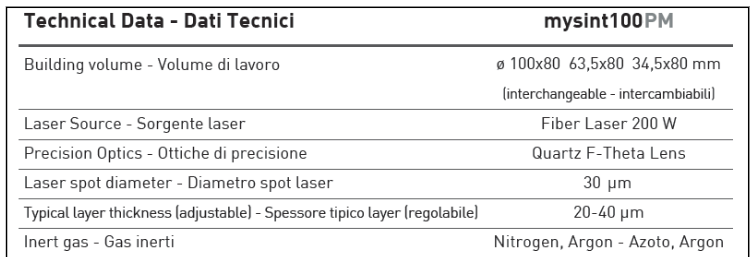 Technical Data - Dati Tecnici mysint100PM
Building volume - Volume di lavoro ø 100x80 63,5x80 34,5x80 mm
(interchangeable - intercambiabili)
Laser Source - Sorgente laser Fiber Laser 200 W
Precision Optics - Ottiche di precisione Quartz F-Theta Lens
Laser spot diameter - Diametro spot laser 30 µm
Typical layer thickness (adjustable) - Spessore tipico layer (regolabile) 20-40 µm
Inert gas - Gas inerti Nitrogen, Argon - Azoto, Argon